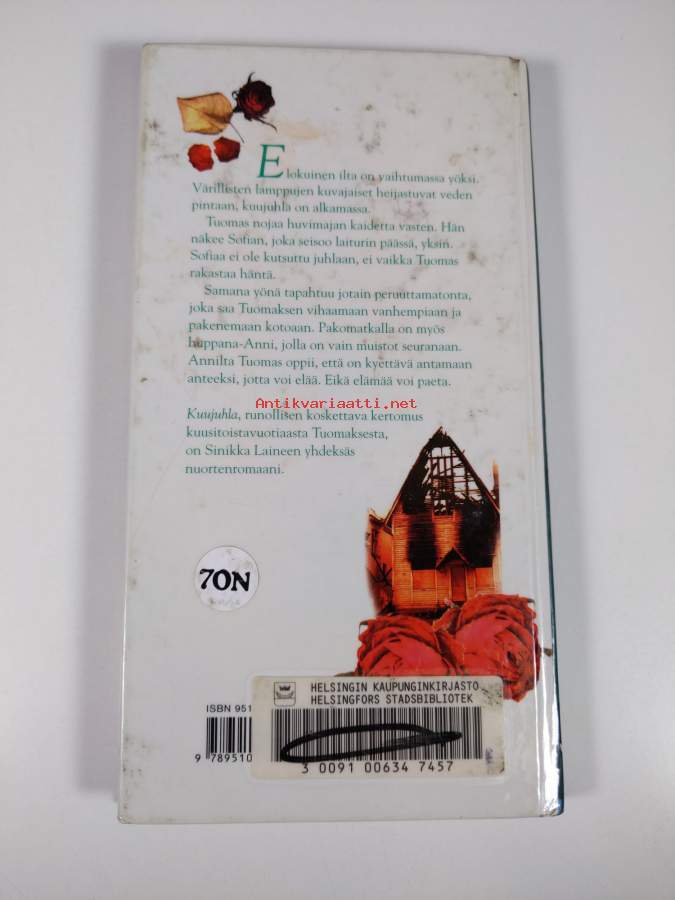 Elokuinen ilta on vaihtumassa yöksi.
Värillisten lamppujen kuvajaiset heijastuvat veden
pintaan, kuujuhla on alkamassa.
Tuomas nojaa huvimajan kaidetta vasten. Hän
näkee Sofian, joka seisoo laiturin päässä, yksin.
Sofiaa ei ole kutsuttu juhlaan, ei vaikka Tuomas
rakastaa häntä.
Samana yönä tapahtuu jotain peruuttamatonta,
joka saa Tuomaksen vihaamaan vanhempiaan ja
pakenemaan kotoaan. Pakomatkalla on myös
huppana-Anni, jolla on vain muistot seuranaan.
Annilta Tuomas oppii, että on kyettävä antamaan
anteeksi, jotta voi elää. Eikä elämää voi paeta.
Antikvariaatti.net
Kuujuhla, runollisen koskettava kertomus
kuusitoistavuotiaasta Tuomaksesta,
on Sinikka Laineen yhdeksäs
nuortenromaani.
7ON
HELSINGIN KAUPUNGINKIRJASTO
HELSINGFORS STADSBIBLIOTEK
ISBN 951
9 789510
3 0091 00634 7457